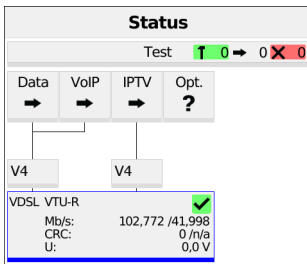 Status
Test 0 ➡ 0 ✕ 0
Data VoIP IPTV Opt.
➡ ➡ ➡ ?
V4 V4
VDSL VTU-R ✔
Mb/s: 102,772 /41,998
CRC: 0 /n/a
U: 0,0 V